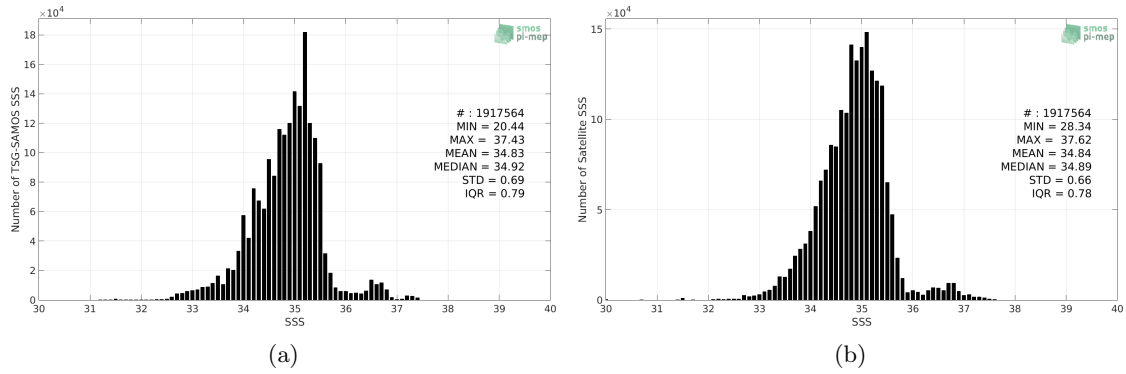 ×10⁴
18
16
14
12
10
8
6
4
2
0
30 31 32 33 34 35 36 37 38 39 40
SSS
Number of TSG-SAMOS SSS
smos
pi-mep
# : 1917564
MIN = 20.44
MAX = 37.43
MEAN = 34.83
MEDIAN = 34.92
STD = 0.69
IQR = 0.79
(a)
×10⁴
15
10
5
0
30 31 32 33 34 35 36 37 38 39 40
SSS
Number of Satellite SSS
smos
pi-mep
# : 1917564
MIN = 28.34
MAX = 37.62
MEAN = 34.84
MEDIAN = 34.89
STD = 0.66
IQR = 0.78
(b)